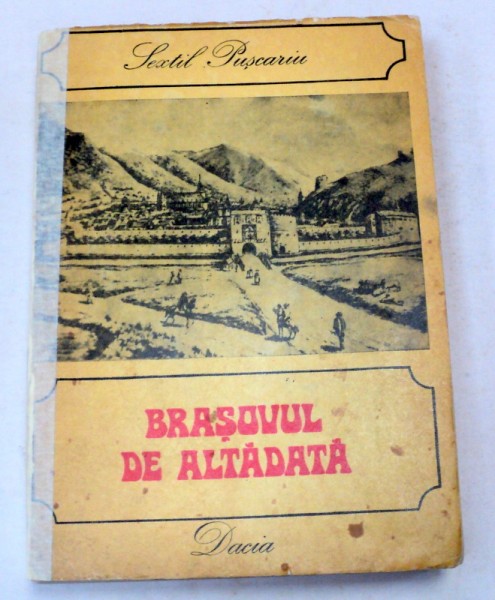 Sextil Pușcariu
BRAȘOVUL
DE ALTĂDATĂ
Dacia